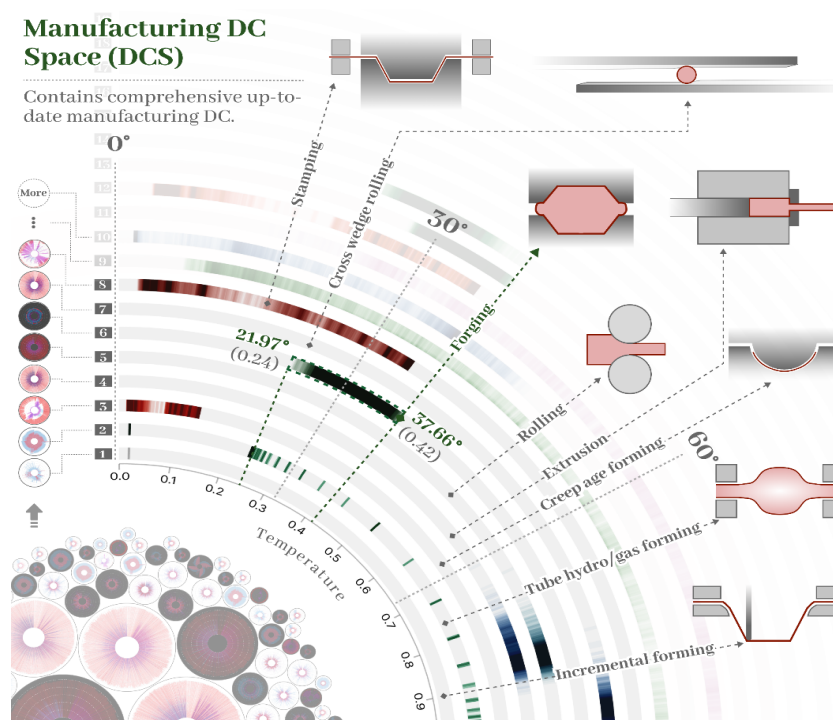 Manufacturing DC
Space (DCS)
Contains comprehensive up-to-
date manufacturing DC.
0°
30°
60°
More
13
12
11
10
9
8
7
6
5
4
3
2
1
Stamping
Cross wedge rolling
Forging
Rolling
Extrusion
Creep age forming
Tube hydro/gas forming
Incremental forming
21.97°
(0.24)
37.66°
(0.42)
0.0
0.1
0.2
0.3
0.4
0.5
0.6
0.7
0.8
0.9
Temperature